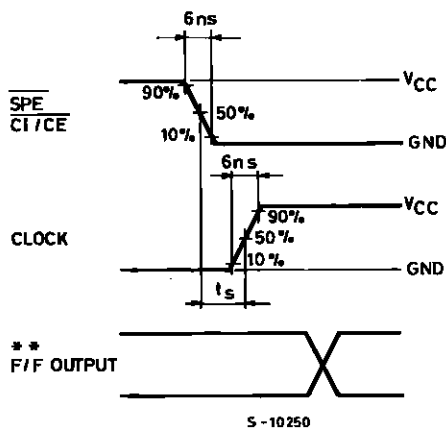 6ns
VCC
90%
SPE
50%
CI/CE
10%
GND
6ns
VCC
90%
CLOCK
50%
10%
GND
ts
**
F/F OUTPUT
S-10250